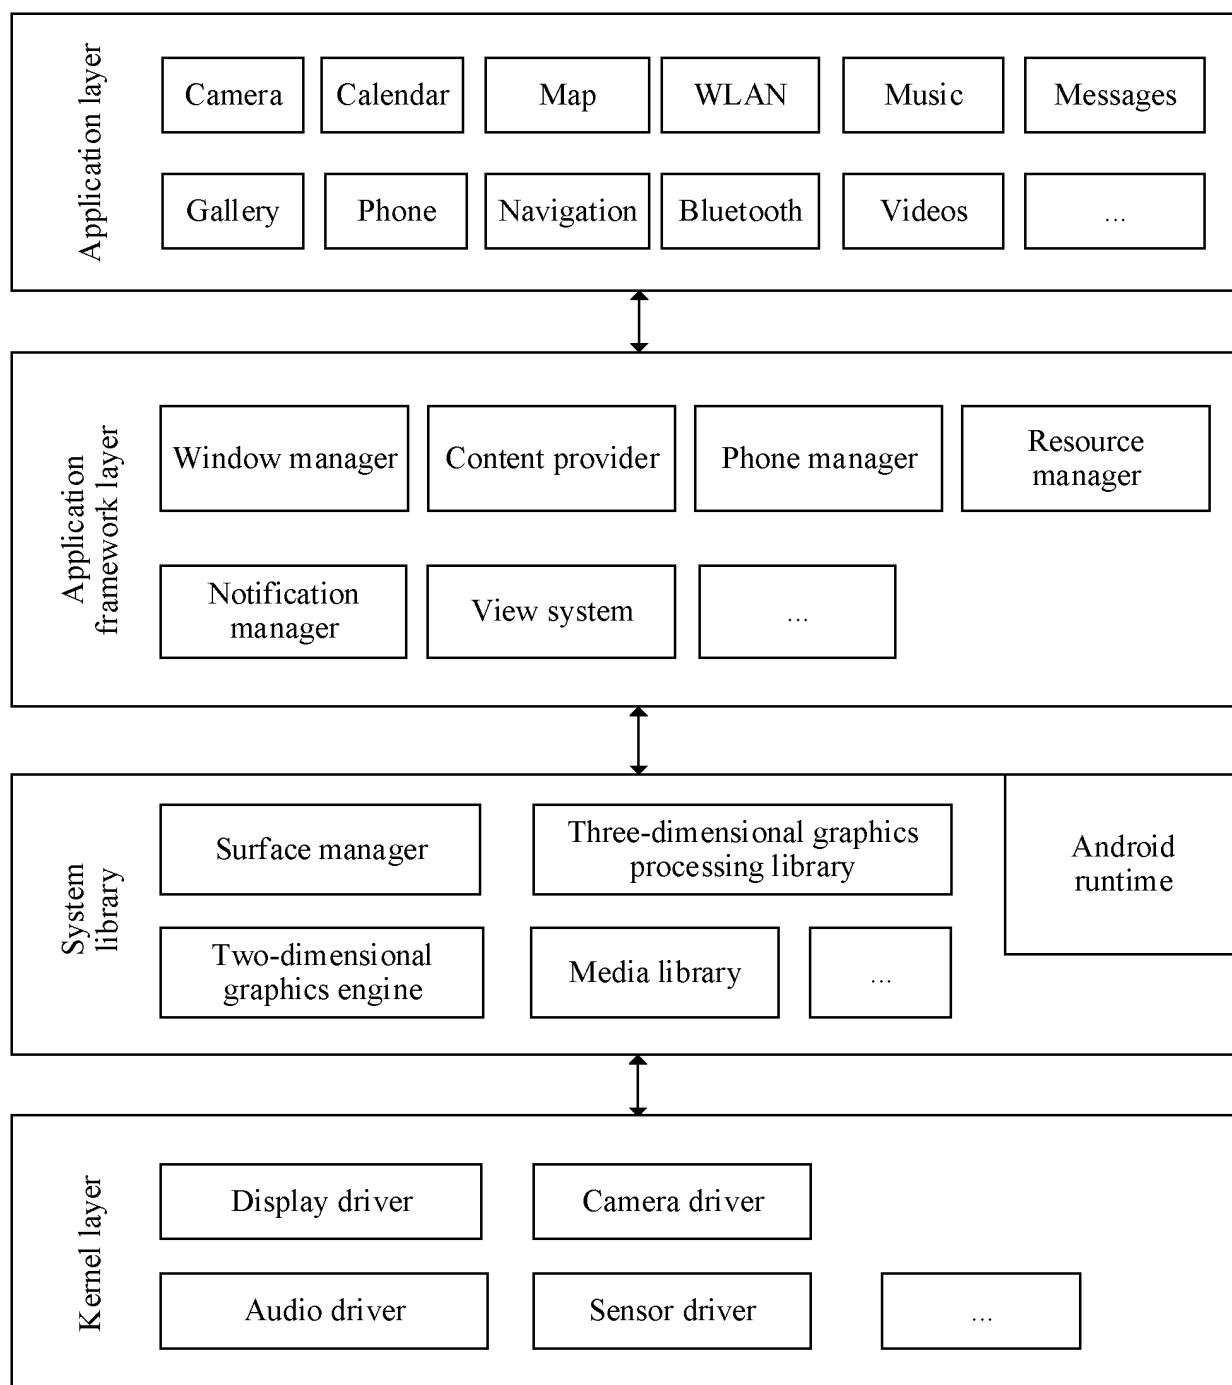 Application layer
Camera
Calendar
Map
WLAN
Music
Messages
Gallery
Phone
Navigation
Bluetooth
Videos
...
Application
framework layer
Window manager
Content provider
Phone manager
Resource
manager
Notification
manager
View system
...
System
library
Surface manager
Three-dimensional graphics
processing library
Android
runtime
Two-dimensional
graphics engine
Media library
...
Kernel layer
Display driver
Camera driver
Audio driver
Sensor driver
...